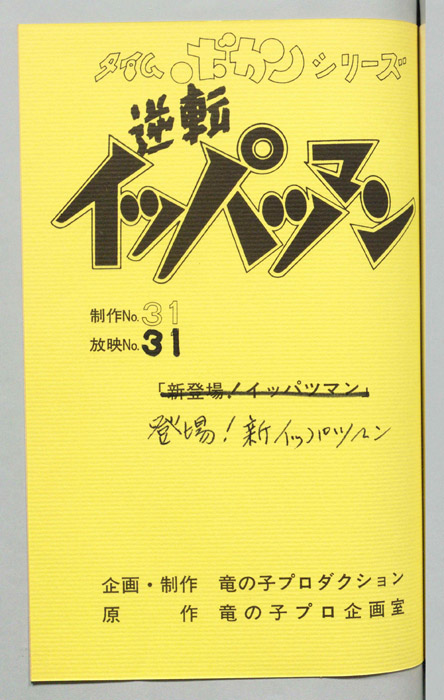 タイムボカンシリーズ
逆転
イッパツマン
制作No.31
放映No.31
「新登場!イッパツマン」
登場!新イッパツマン
企画・制作 竜の子プロダクション
原 作 竜の子プロ企画室